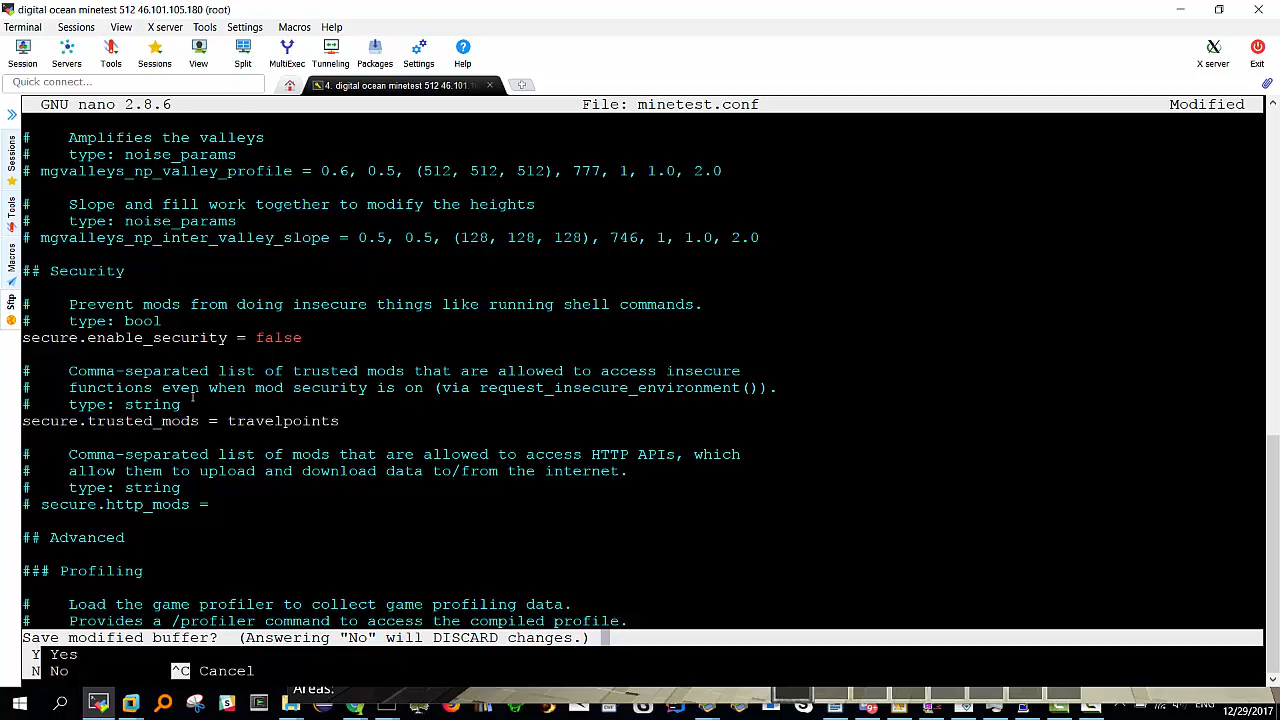 digital ocean minetest 512 46.101.105.180 (root)
Terminal Sessions View X server Tools Settings Macros Help
Session Servers Tools Sessions View Split MultiExec Tunneling Packages Settings Help X server Exit
Quick connect...
4. digital ocean minetest 512 46.101.
Sessions
Tools
Macros
Sftp
GNU nano 2.8.6 File: minetest.conf Modified
# Amplifies the valleys
# type: noise_params
# mgvalleys_np_valley_profile = 0.6, 0.5, (512, 512, 512), 777, 1, 1.0, 2.0
# Slope and fill work together to modify the heights
# type: noise_params
# mgvalleys_np_inter_valley_slope = 0.5, 0.5, (128, 128, 128), 746, 1, 1.0, 2.0
## Security
# Prevent mods from doing insecure things like running shell commands.
# type: bool
secure.enable_security = false
# Comma-separated list of trusted mods that are allowed to access insecure
# functions even when mod security is on (via request_insecure_environment()).
# type: string
secure.trusted_mods = travelpoints
# Comma-separated list of mods that are allowed to access HTTP APIs, which
# allow them to upload and download data to/from the internet.
# type: string
# secure.http_mods =
## Advanced
### Profiling
# Load the game profiler to collect game profiling data.
# Provides a /profiler command to access the compiled profile.
Save modified buffer? (Answering "No" will DISCARD changes.)
Y Yes
N No ^C Cancel
Areas:
ENG
12/29/2017